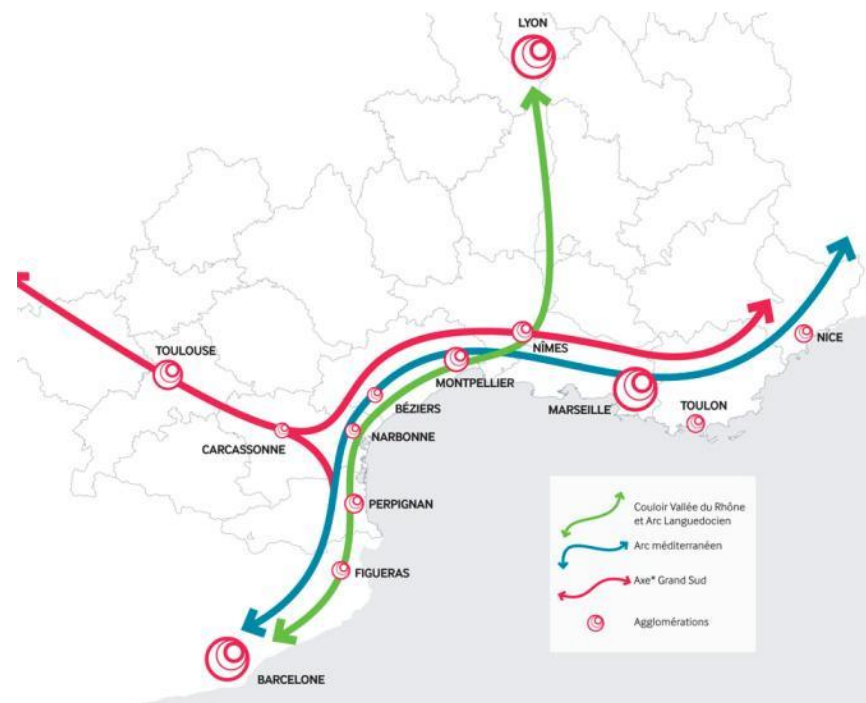 LYON
TOULOUSE
NÎMES
NICE
MONTPELLIER
BÉZIERS
MARSEILLE
TOULON
CARCASSONNE
NARBONNE
PERPIGNAN
FIGUERAS
BARCELONE
Couloir Vallée du Rhône
et Arc Languedocien
Arc méditerranéen
Axe* Grand Sud
Agglomérations